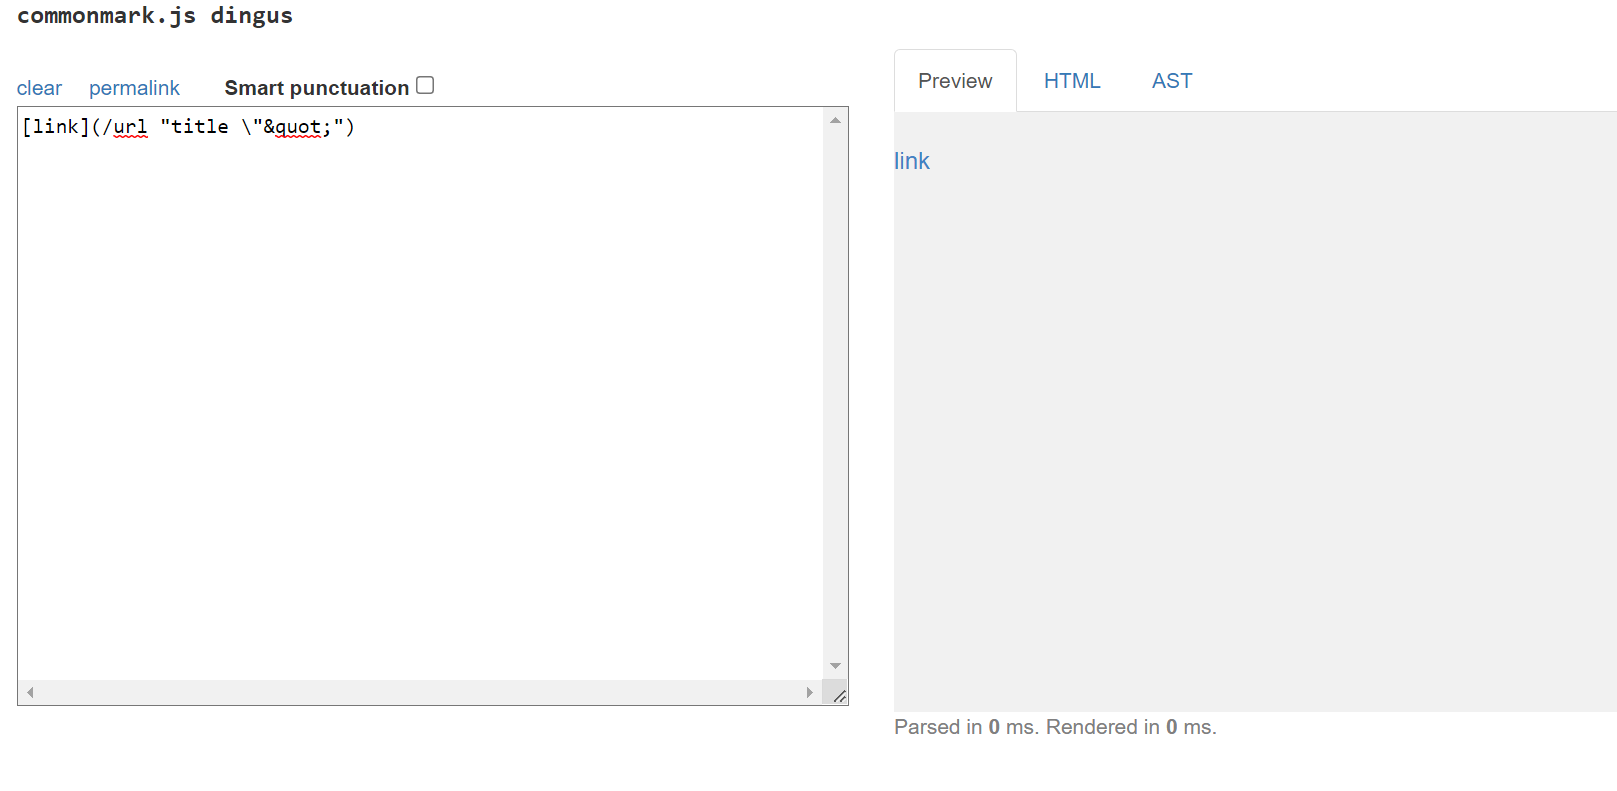 commonmark.js dingus
clear permalink Smart punctuation
[link](/url "title \"&quot;")
Preview HTML AST
link
Parsed in 0 ms. Rendered in 0 ms.